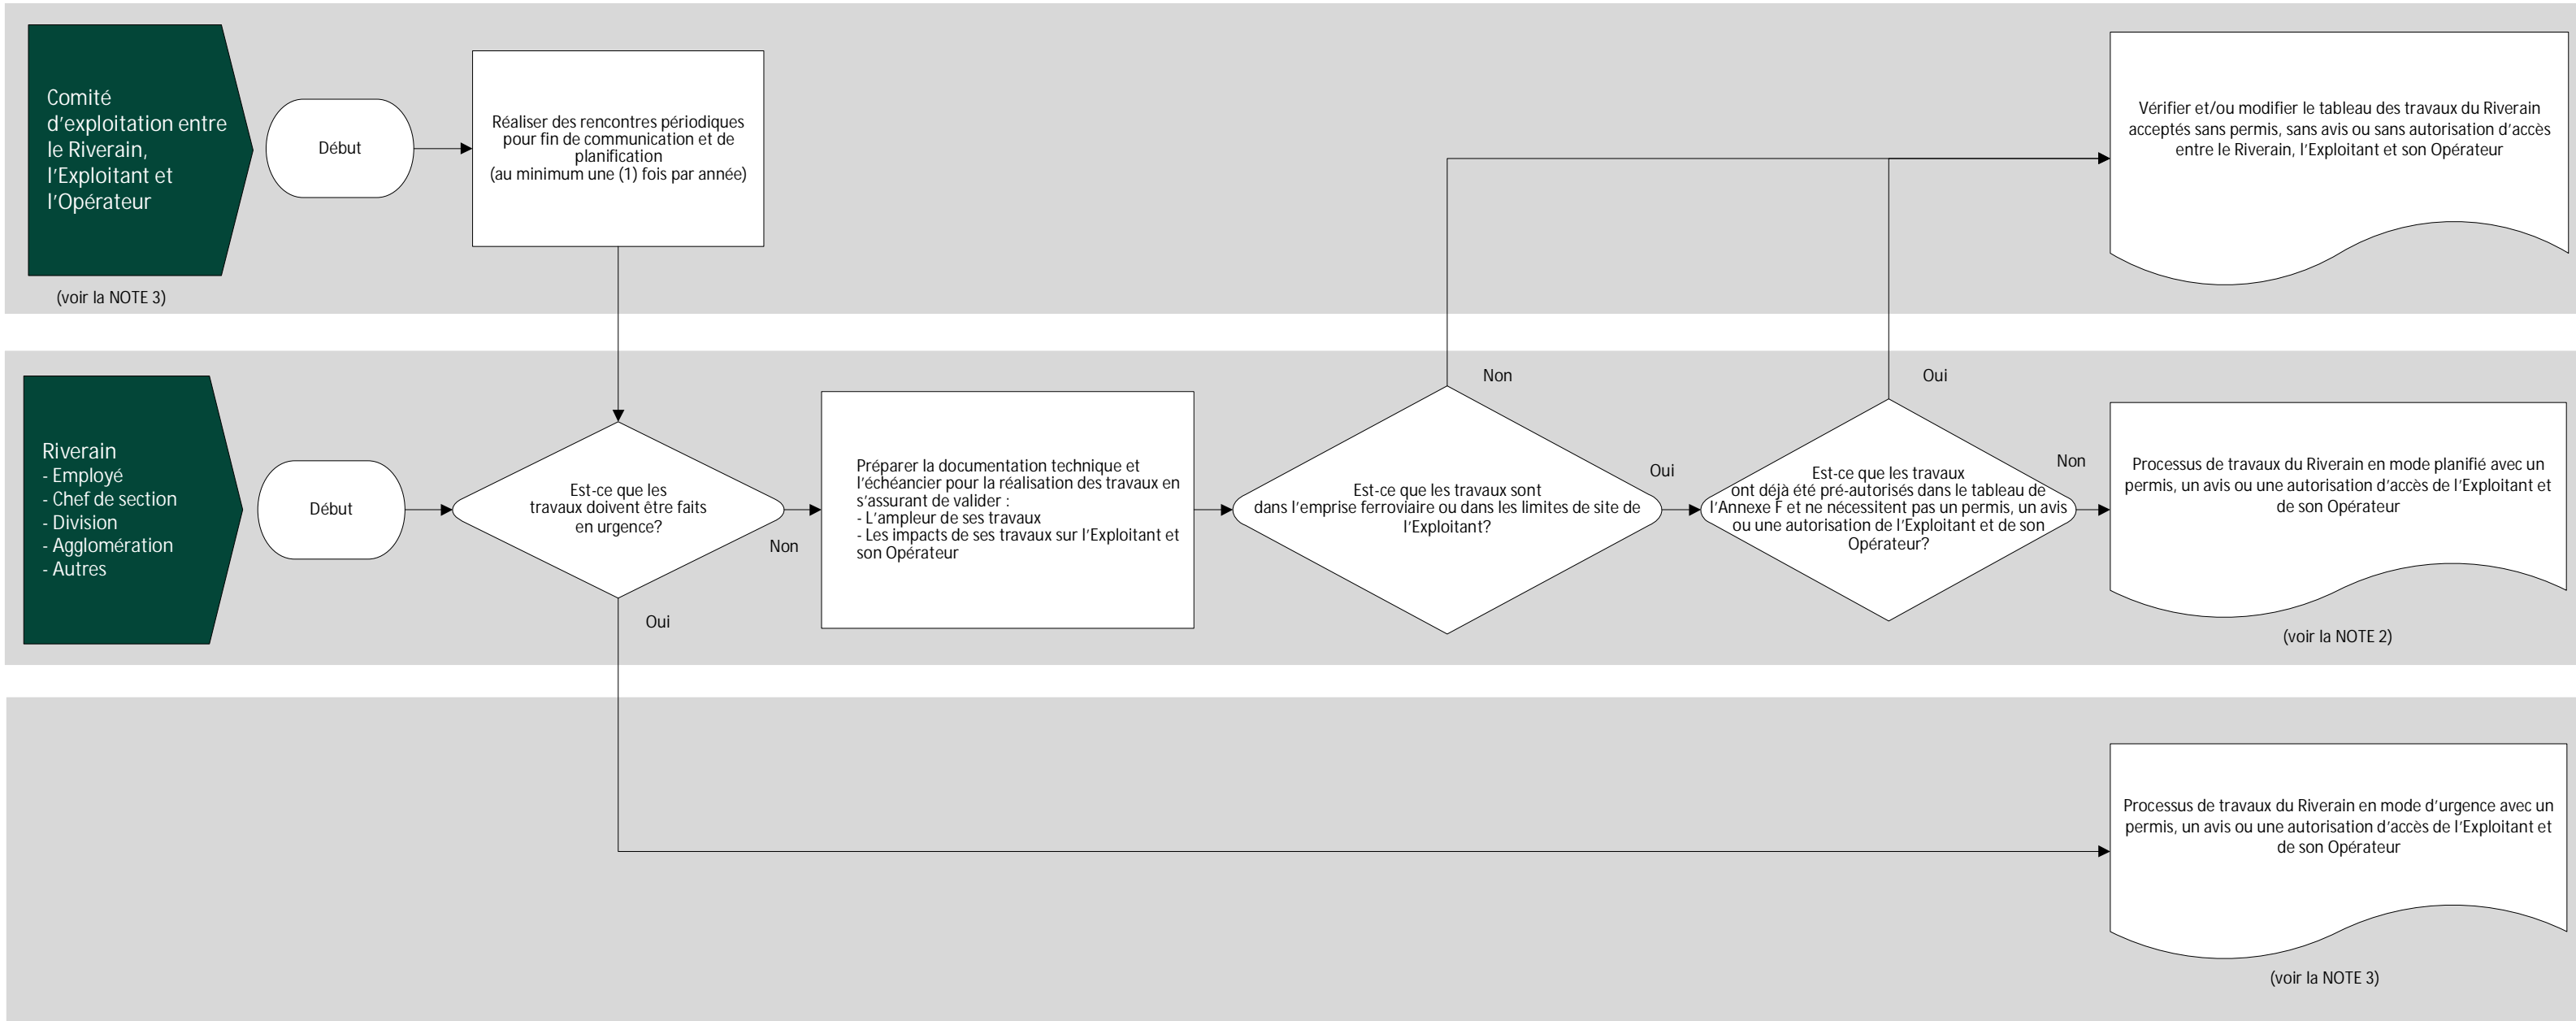 Comité
d'exploitation entre
le Riverain,
l'Exploitant et
l'Opérateur
(voir la NOTE 3)
Début
Réaliser des rencontres périodiques
pour fin de communication et de
planification
(au minimum une (1) fois par année)
Vérifier et/ou modifier le tableau des travaux du Riverain
acceptés sans permis, sans avis ou sans autorisation d'accès
entre le Riverain, l'Exploitant et son Opérateur
Riverain
- Employé
- Chef de section
- Division
- Agglomération
- Autres
Début
Est-ce que les
travaux doivent être faits
en urgence?
Non
Oui
Préparer la documentation technique et
l'échéancier pour la réalisation des travaux en
s'assurant de valider :
- L'ampleur de ses travaux
- Les impacts de ses travaux sur l'Exploitant et
son Opérateur
Non
Est-ce que les travaux sont
dans l'emprise ferroviaire ou dans les limites de site de
l'Exploitant?
Oui
Oui
Est-ce que les travaux
ont déjà été pré-autorisés dans le tableau de
l'Annexe F et ne nécessitent pas un permis, un avis
ou une autorisation de l'Exploitant et de son
Opérateur?
Non
Processus de travaux du Riverain en mode planifié avec un
permis, un avis ou une autorisation d'accès de l'Exploitant et
de son Opérateur
(voir la NOTE 2)
Processus de travaux du Riverain en mode d'urgence avec un
permis, un avis ou une autorisation d'accès de l'Exploitant et
de son Opérateur
(voir la NOTE 3)